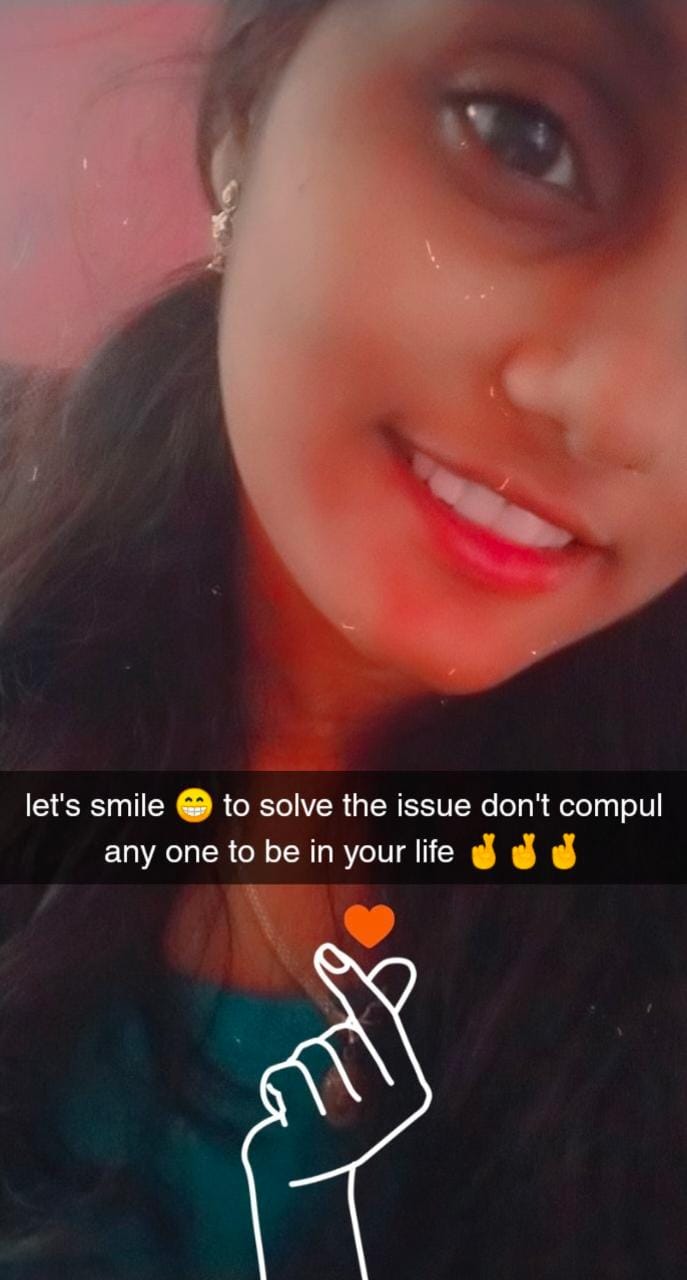 let's smile 😁 to solve the issue don't compul
any one to be in your life 🤞🤞🤞